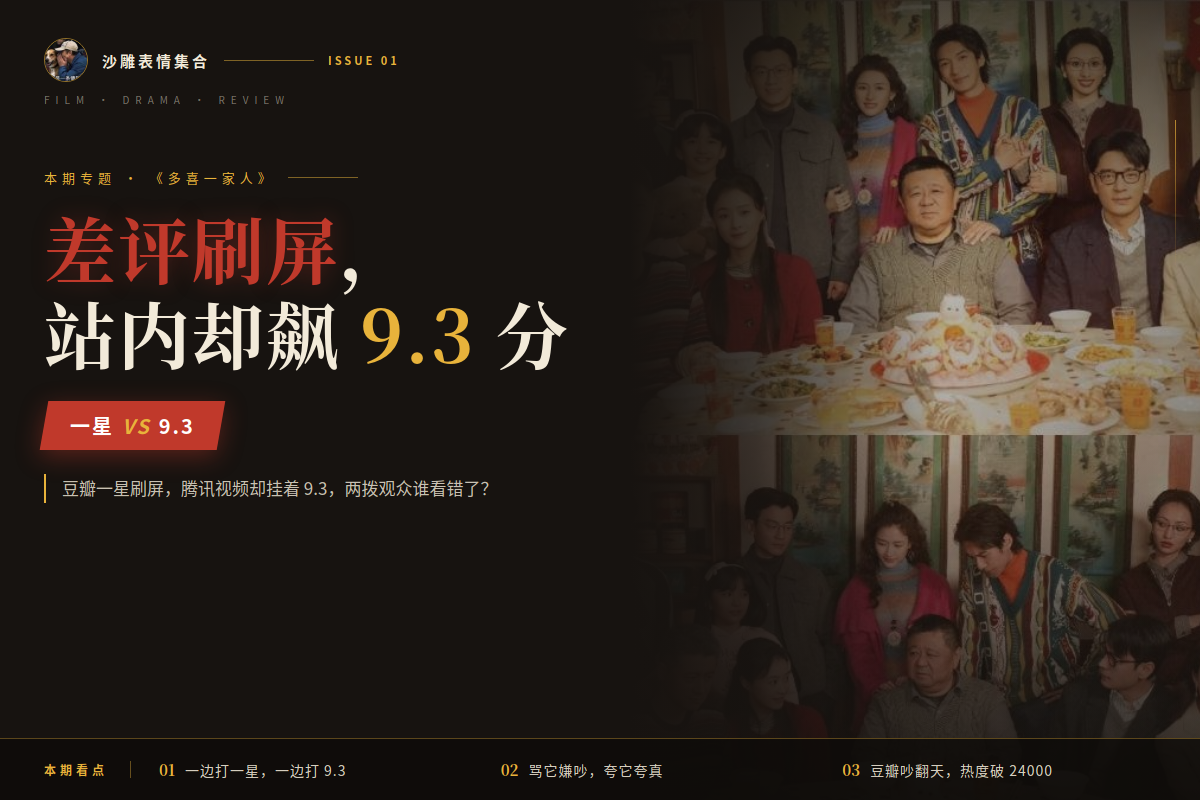 沙雕表情集合
ISSUE 01
FILM · DRAMA · REVIEW
本期专题 · 《多喜一家人》
差评刷屏，
站内却飙 9.3 分
一星 VS 9.3
豆瓣一星刷屏，腾讯视频却挂着 9.3，两拨观众谁看错了？
本期看点
01 一边打一星，一边打 9.3
02 骂它嫌吵，夸它夸真
03 豆瓣吵翻天，热度破 24000